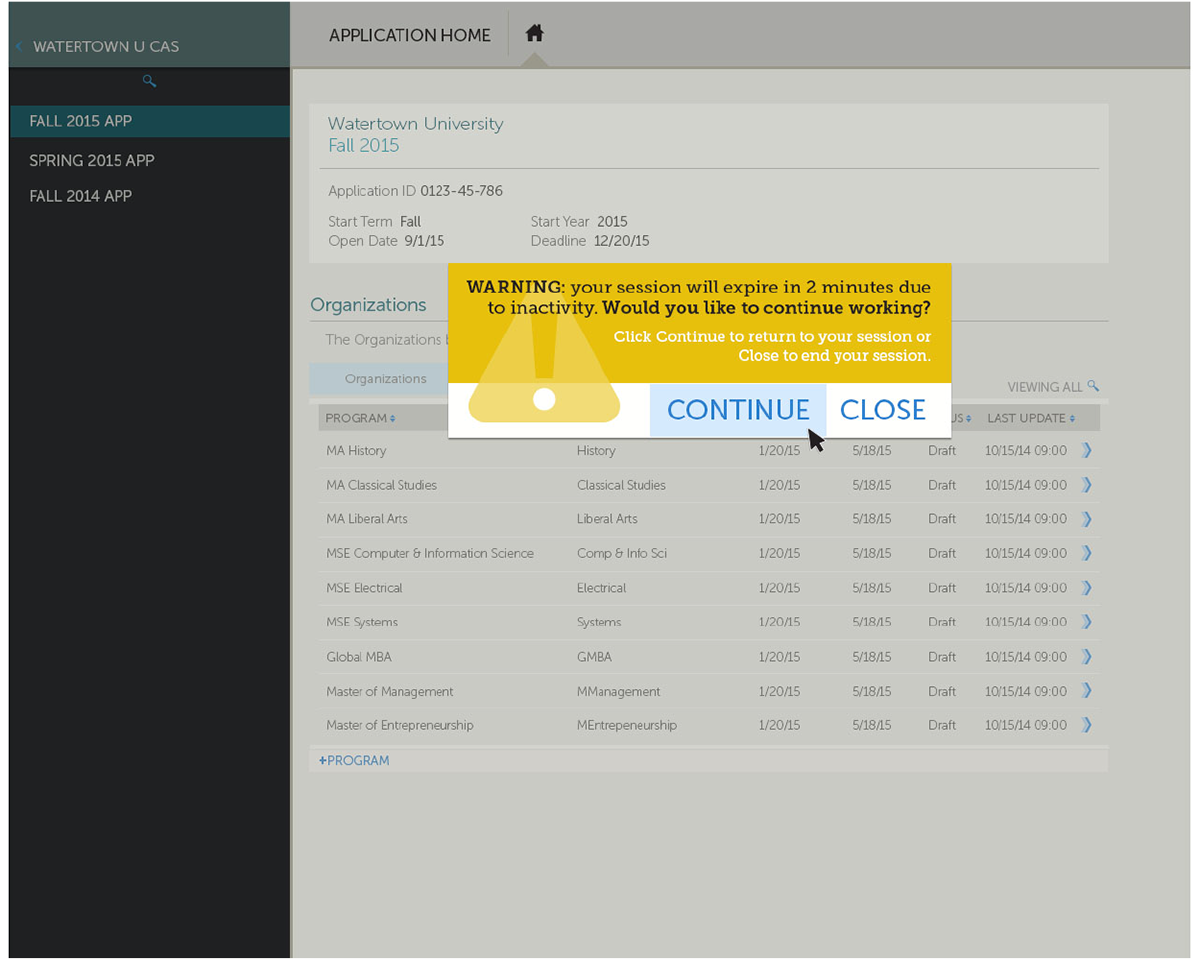 WATERTOWN U CAS
APPLICATION HOME
FALL 2015 APP
SPRING 2015 APP
FALL 2014 APP
Watertown University
Fall 2015
Application ID 0123-45-786
Start Term Fall Start Year 2015
Open Date 9/1/15 Deadline 12/20/15
WARNING: your session will expire in 2 minutes due
to inactivity. Would you like to continue working?
Click Continue to return to your session or
Close to end your session.
CONTINUE CLOSE
Organizations
The Organizations
Organizations
VIEWING ALL
PROGRAM LAST UPDATE
MA History History 1/20/15 5/18/15 Draft 10/15/14 09:00
MA Classical Studies Classical Studies 1/20/15 5/18/15 Draft 10/15/14 09:00
MA Liberal Arts Liberal Arts 1/20/15 5/18/15 Draft 10/15/14 09:00
MSE Computer & Information Science Comp & Info Sci 1/20/15 5/18/15 Draft 10/15/14 09:00
MSE Electrical Electrical 1/20/15 5/18/15 Draft 10/15/14 09:00
MSE Systems Systems 1/20/15 5/18/15 Draft 10/15/14 09:00
Global MBA GMBA 1/20/15 5/18/15 Draft 10/15/14 09:00
Master of Management MManagement 1/20/15 5/18/15 Draft 10/15/14 09:00
Master of Entrepreneurship MEntrepeneurship 1/20/15 5/18/15 Draft 10/15/14 09:00
+PROGRAM